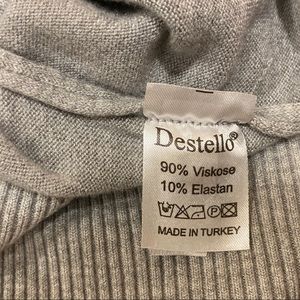 Destello®
90% Viskose
10% Elastan
MADE IN TURKEY